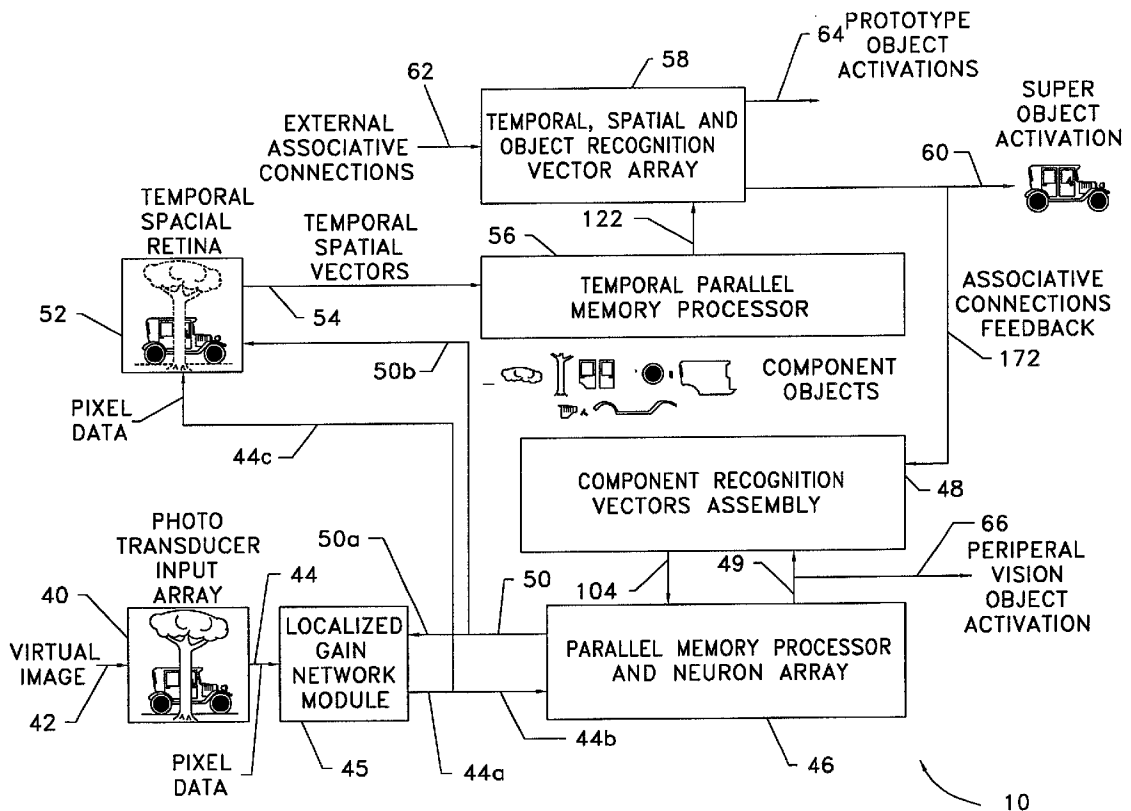 64
PROTOTYPE
OBJECT
ACTIVATIONS
58
62
EXTERNAL
ASSOCIATIVE
CONNECTIONS
TEMPORAL, SPATIAL AND
OBJECT RECOGNITION
VECTOR ARRAY
SUPER
OBJECT
ACTIVATION
60
122
TEMPORAL
SPACIAL
RETINA
TEMPORAL
SPATIAL
VECTORS
56
TEMPORAL PARALLEL
MEMORY PROCESSOR
52
54
ASSOCIATIVE
CONNECTIONS
FEEDBACK
172
50b
COMPONENT
OBJECTS
PIXEL
DATA
44c
COMPONENT RECOGNITION
VECTORS ASSEMBLY
48
PHOTO
TRANSDUCER
INPUT
ARRAY
50a
44
50
104
49
66
PERIPERAL
VISION
OBJECT
ACTIVATION
40
VIRTUAL
IMAGE
42
LOCALIZED
GAIN
NETWORK
MODULE
PARALLEL MEMORY PROCESSOR
AND NEURON ARRAY
PIXEL
DATA
45
44a
44b
46
10